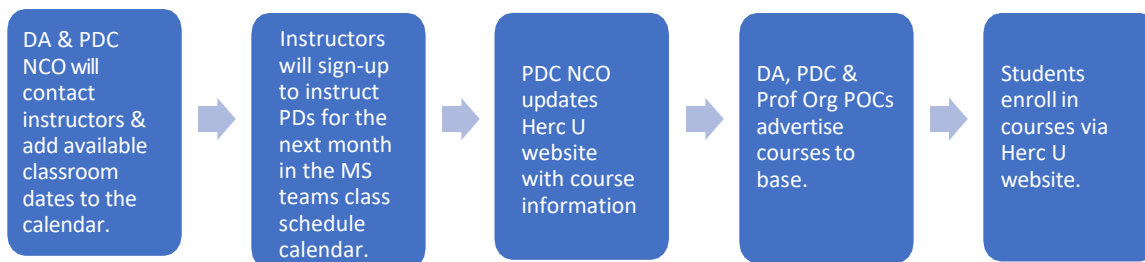 DA & PDC
NCO will
contact
instructors &
add available
classroom
dates to the
calendar.
Instructors
will sign-up
to instruct
PDs for the
next month
in the MS
teams class
schedule
calendar.
PDC NCO
updates
Herc U
website
with course
information
DA, PDC &
Prof Org POCs
advertise
courses to
base.
Students
enroll in
courses via
Herc U
website.